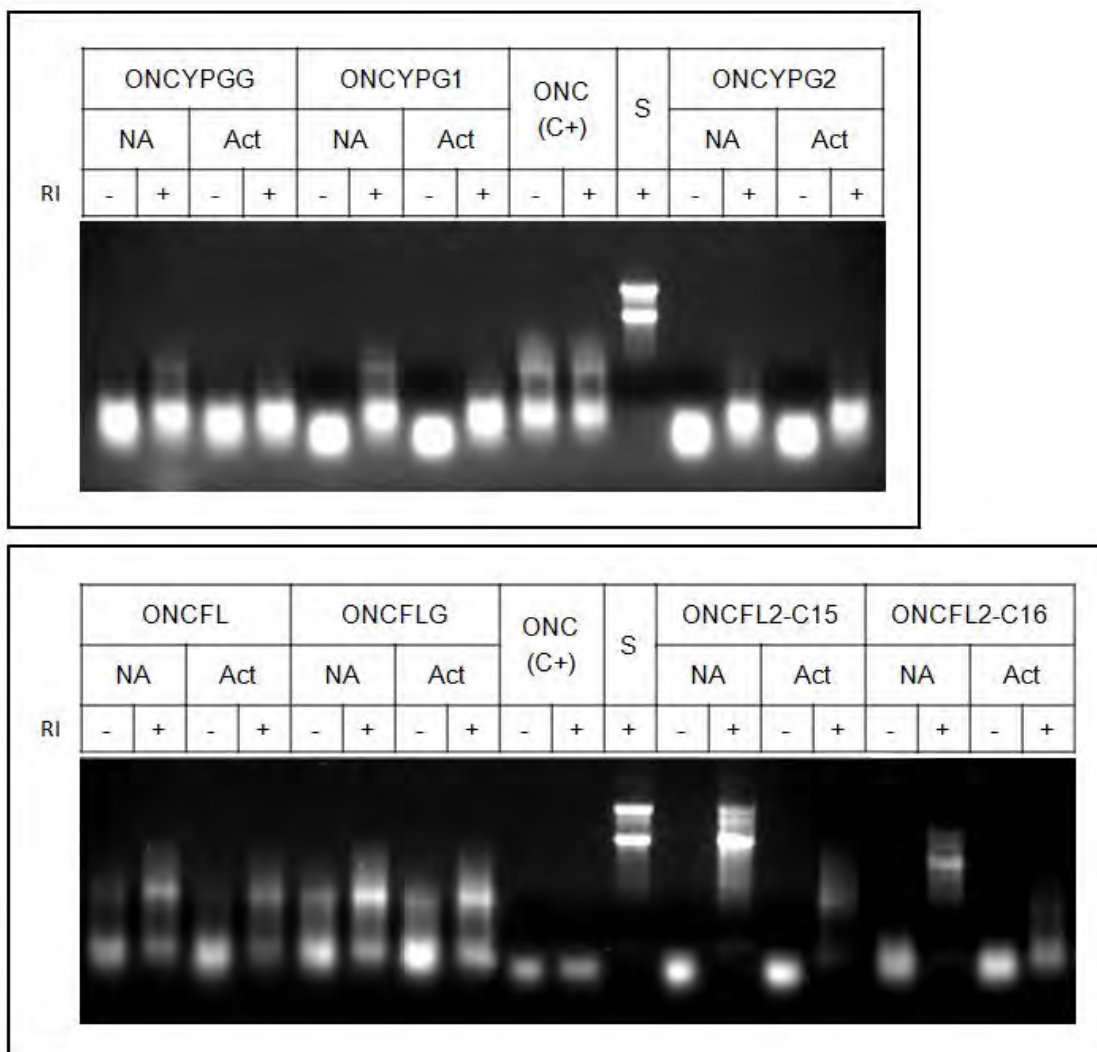 ONCYPGG ONCYPG1 ONC (C+) S ONCYPG2
NA Act NA Act NA Act
RI - + - + - + - + - + + - + - +
ONCFL ONCFLG ONC (C+) S ONCFL2-C15 ONCFL2-C16
NA Act NA Act NA Act NA Act
RI - + - + - + - + - + + - + - + - + - +